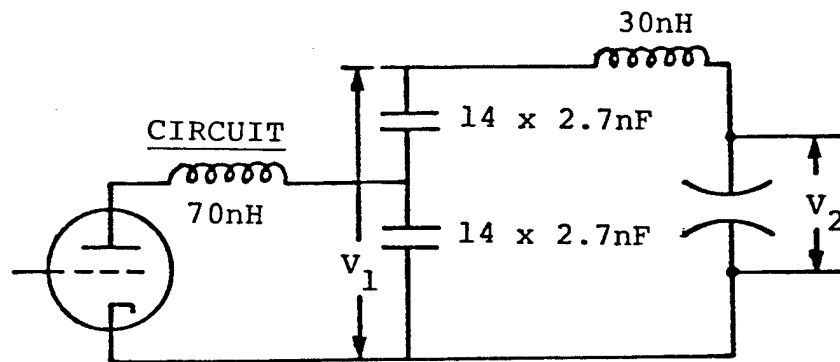 30nH
CIRCUIT
14 x 2.7nF
70nH
14 x 2.7nF
V1
V2